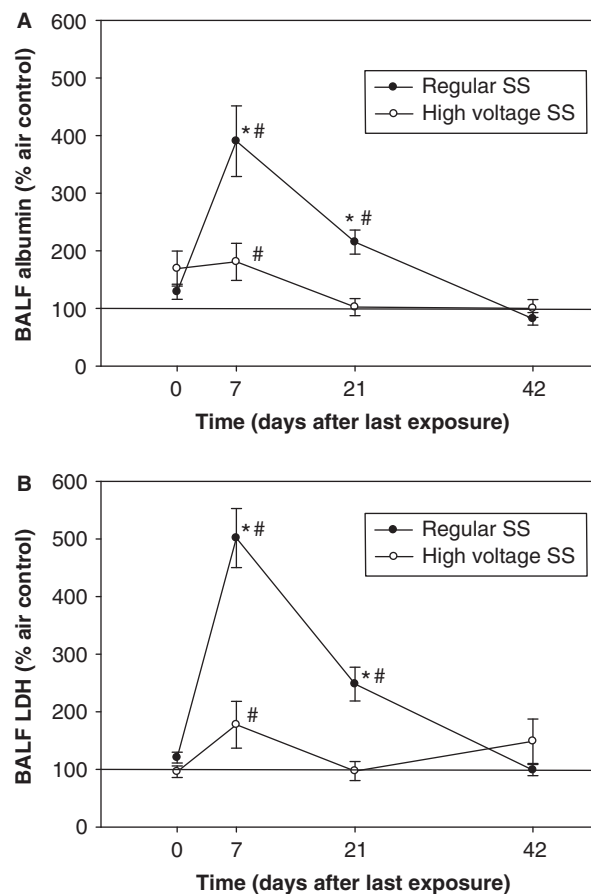 A
600
500
400
300
200
100
0
BALF albumin (% air control)
Regular SS
High voltage SS
* #
#
* #
0 7 21 42
Time (days after last exposure)
B
600
500
400
300
200
100
0
BALF LDH (% air control)
Regular SS
High voltage SS
* #
#
* #
0 7 21 42
Time (days after last exposure)